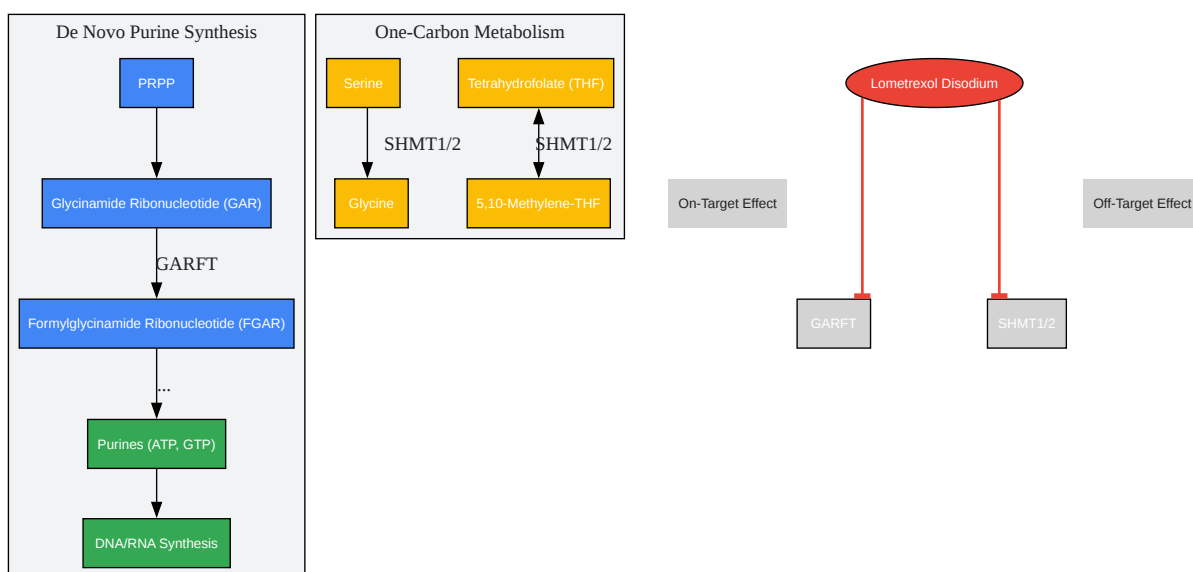 De Novo Purine Synthesis
PRPP
Glycinamide Ribonucleotide (GAR)
GARFT
Formylglycinamide Ribonucleotide (FGAR)
...
Purines (ATP, GTP)
DNA/RNA Synthesis
One-Carbon Metabolism
Serine
SHMT1/2
Glycine
Tetrahydrofolate (THF)
SHMT1/2
5,10-Methylene-THF
Lometrexol Disodium
On-Target Effect
Off-Target Effect
GARFT
SHMT1/2